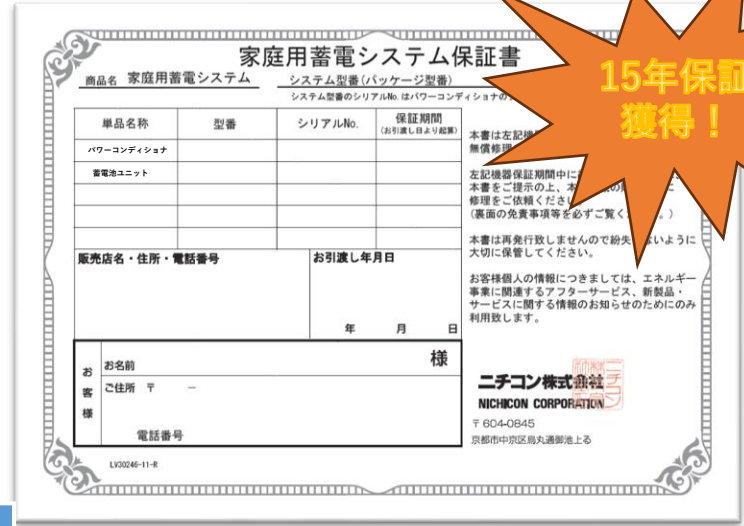 家庭用蓄電システム保証書
商品名 家庭用蓄電システム システム型番(パッケージ型番)
システム型番のシリアルNo. はパワーコンディショナの
15年保証
獲得！
単品名称 型番 シリアルNo. 保証期間
(お引渡し日より起算)
パワーコンディショナ
蓄電池ユニット
本書は左記機
無償修理
左記機器保証期間中に
本書をご提示の上、本
修理をご依頼くださ
(裏面の免責事項等を必ずご覧く 。)
本書は再発行致しませんので紛失 ないように
大切に保管してください。
お客様個人の情報につきましては、エネルギー
事業に関連するアフターサービス、新製品・
サービスに関する情報のお知らせのためにのみ
利用致します。
販売店名・住所・電話番号 お引渡し年月日
年 月 日
お客様
お名前 様
ご住所 〒 －
電話番号
ニチコン株式会社
NICHICON CORPORATION
〒604-0845
京都市中京区烏丸通御池上る
LV30246-11-R